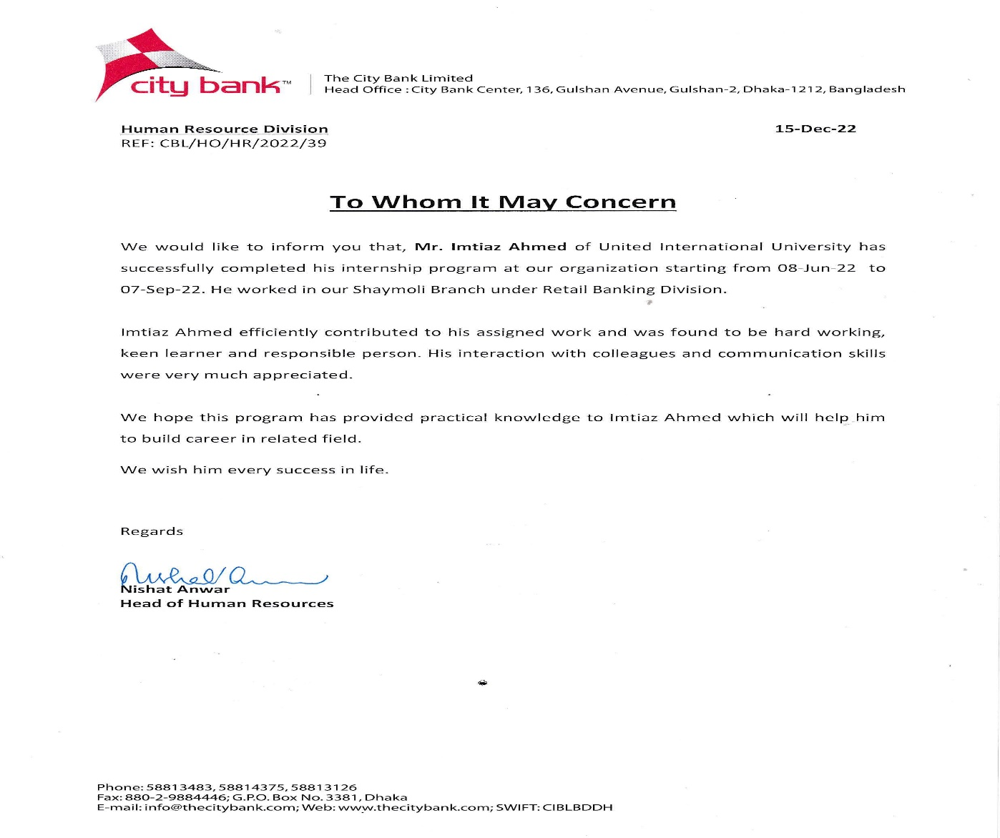 city bank™
The City Bank Limited
Head Office : City Bank Center, 136, Gulshan Avenue, Gulshan-2, Dhaka-1212, Bangladesh
Human Resource Division
15-Dec-22
REF: CBL/HO/HR/2022/39
To Whom It May Concern
We would like to inform you that, Mr. Imtiaz Ahmed of United International University has
successfully completed his internship program at our organization starting from 08-Jun-22 to
07-Sep-22. He worked in our Shaymoli Branch under Retail Banking Division.
Imtiaz Ahmed efficiently contributed to his assigned work and was found to be hard working,
keen learner and responsible person. His interaction with colleagues and communication skills
were very much appreciated.
We hope this program has provided practical knowledge to Imtiaz Ahmed which will help him
to build career in related field.
We wish him every success in life.
Regards
Nishat Anwar
Head of Human Resources
Phone: 58813483, 58814375, 58813126
Fax: 880-2-9884446; G.P.O. Box No. 3381, Dhaka
E-mail: info@thecitybank.com; Web: www.thecitybank.com; SWIFT: CIBLBDDH